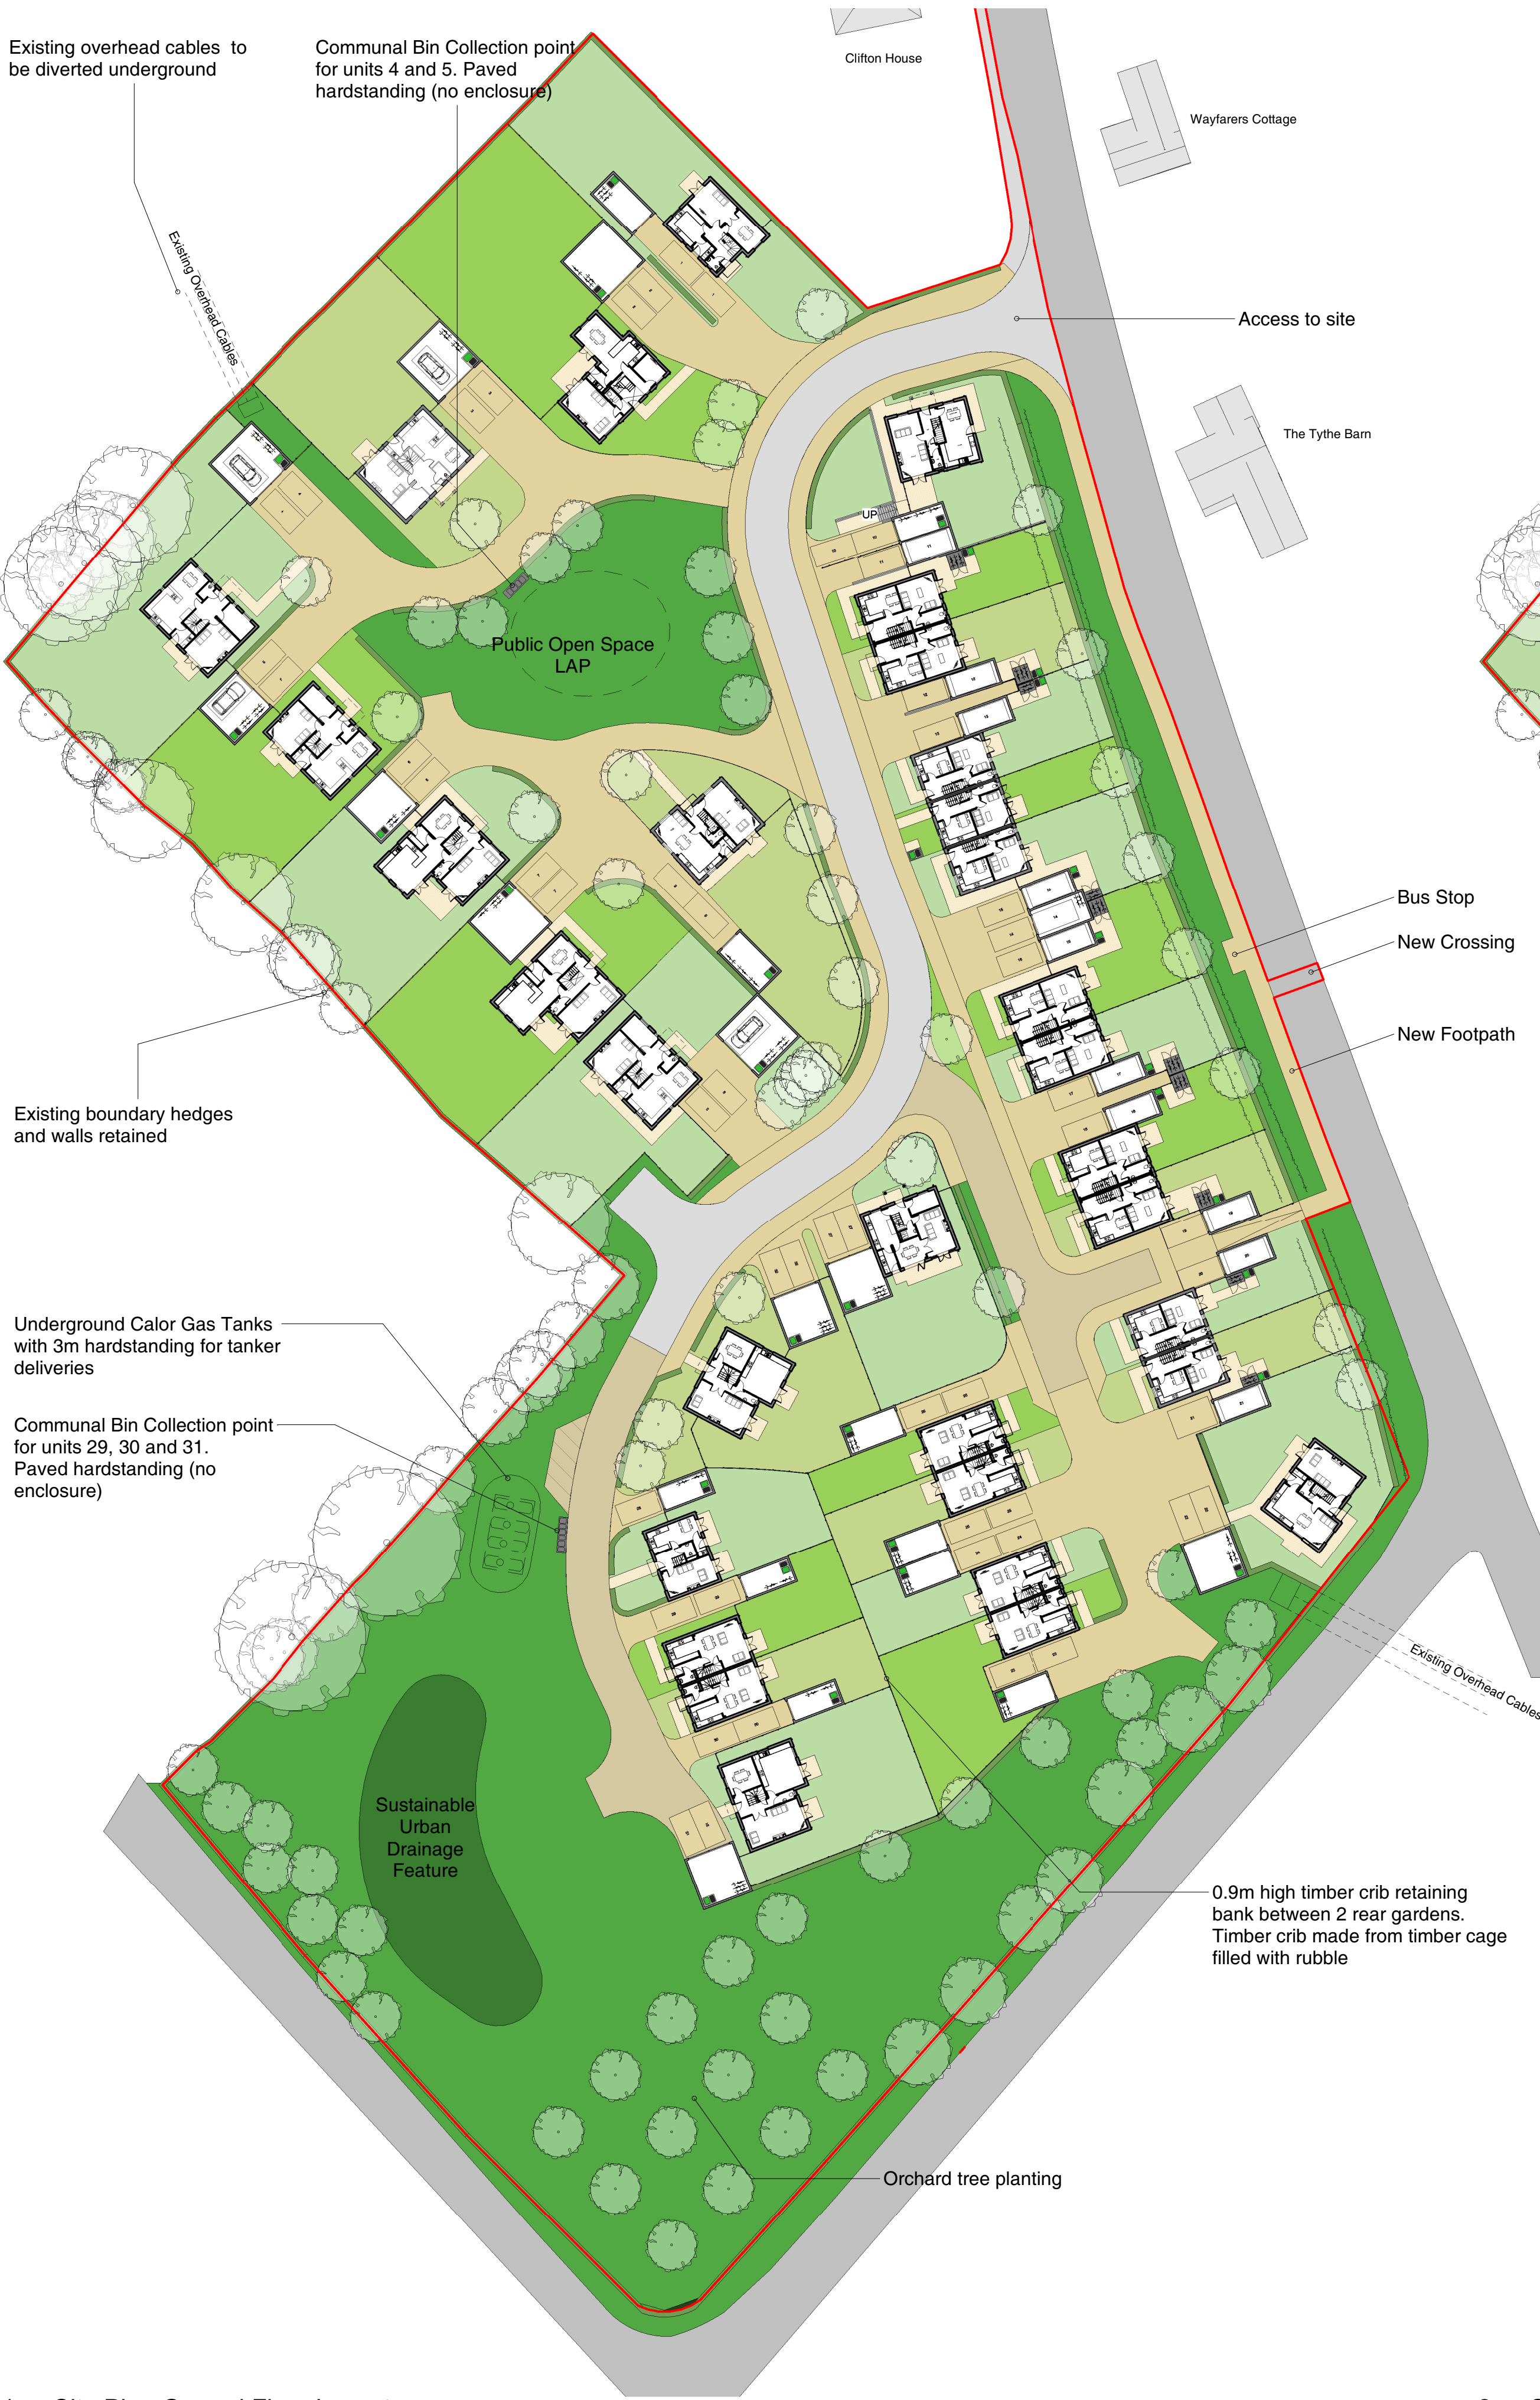 Existing overhead cables to
be diverted underground
Communal Bin Collection point
for units 4 and 5. Paved
hardstanding (no enclosure)
Clifton House
Wayfarers Cottage
Existing Overhead Cables
Access to site
The Tythe Barn
UP
Public Open Space
LAP
Bus Stop
New Crossing
New Footpath
Existing boundary hedges
and walls retained
Underground Calor Gas Tanks
with 3m hardstanding for tanker
deliveries
Communal Bin Collection point
for units 29, 30 and 31.
Paved hardstanding (no
enclosure)
Existing Overhead Cables
Sustainable
Urban
Drainage
Feature
0.9m high timber crib retaining
bank between 2 rear gardens.
Timber crib made from timber cage
filled with rubble
Orchard tree planting